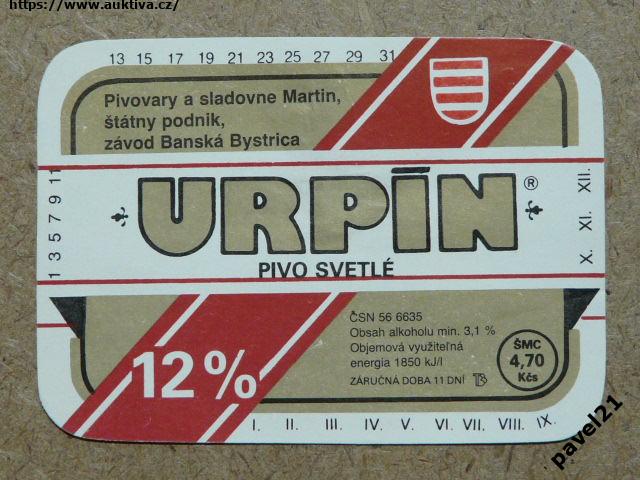 https://www.auktiva.cz/
13 15 17 19 21 23 25 27 29 31
Pivovary a sladovne Martin,
štátny podnik,
závod Banská Bystrica
1 3 5 7 9 11
URPÍN®
PIVO SVETLÉ
X. XI. XII.
ČSN 56 6635
Obsah alkoholu min. 3,1 %
Objemová využiteľná
energia 1850 kJ/l
ZÁRUČNÁ DOBA 11 DNÍ
ŠMC
4,70
Kčs
12%
I. II. III. IV. V. VI. VII. VIII. IX.
pavel21